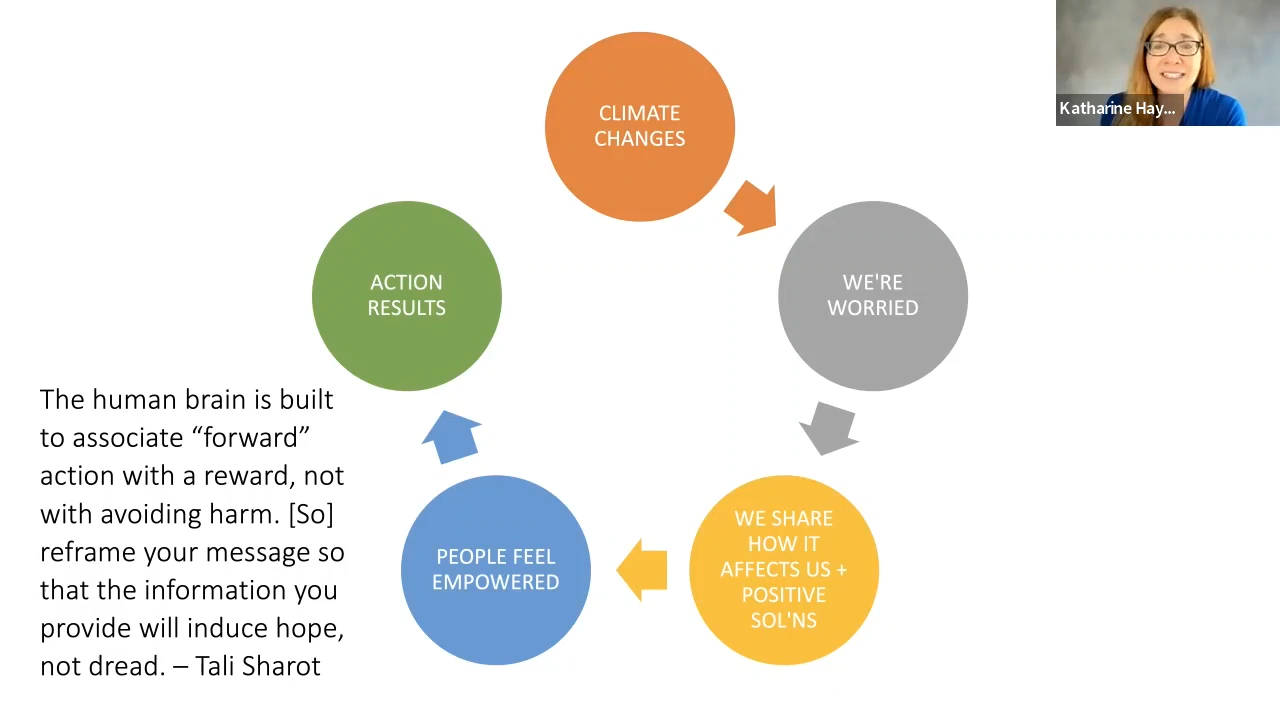 CLIMATE
CHANGES
Katharine Hay...
WE'RE
WORRIED
WE SHARE
HOW IT
AFFECTS US +
POSITIVE
SOL'NS
PEOPLE FEEL
EMPOWERED
ACTION
RESULTS
The human brain is built
to associate “forward”
action with a reward, not
with avoiding harm. [So]
reframe your message so
that the information you
provide will induce hope,
not dread. – Tali Sharot